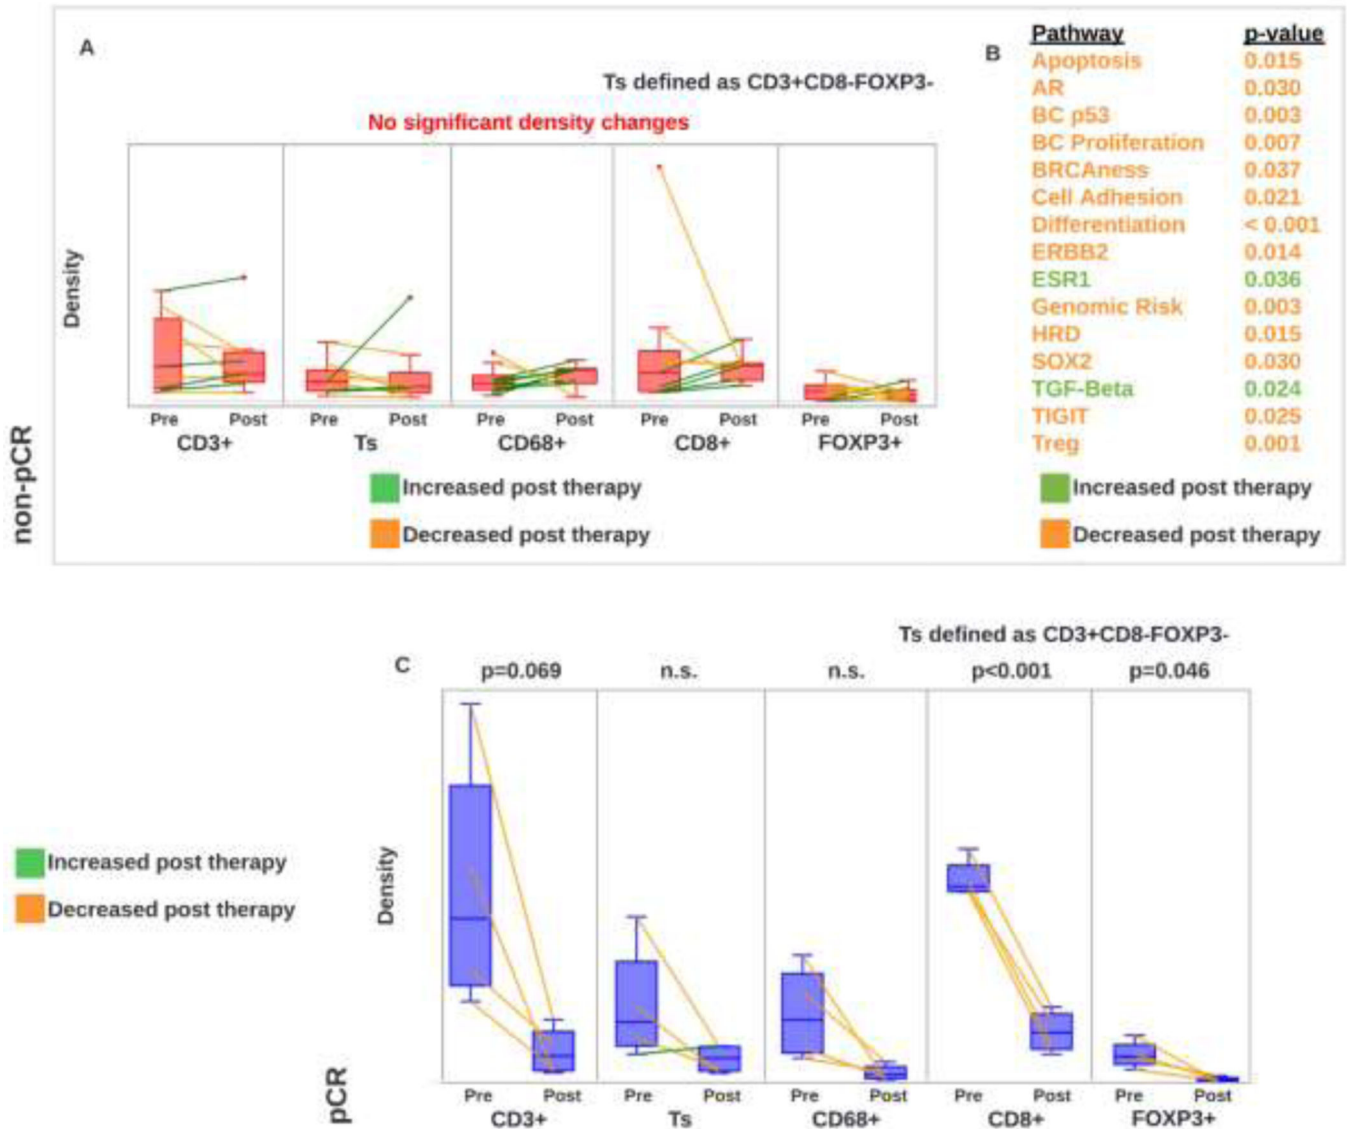 A
Ts defined as CD3+CD8-FOXP3-
No significant density changes
Density
Pre Post Pre Post Pre Post Pre Post Pre Post
CD3+ Ts CD68+ CD8+ FOXP3+
Increased post therapy
Decreased post therapy
non-pCR
B
Pathway p-value
Apoptosis 0.015
AR 0.030
BC p53 0.003
BC Proliferation 0.007
BRCAness 0.037
Cell Adhesion 0.021
Differentiation < 0.001
ERBB2 0.014
ESR1 0.036
Genomic Risk 0.003
HRD 0.015
SOX2 0.030
TGF-Beta 0.024
TIGIT 0.025
Treg 0.001
Increased post therapy
Decreased post therapy
Ts defined as CD3+CD8-FOXP3-
C
p=0.069 n.s. n.s. p<0.001 p=0.046
Increased post therapy
Decreased post therapy
Density
Pre Post Pre Post Pre Post Pre Post Pre Post
CD3+ Ts CD68+ CD8+ FOXP3+
pCR